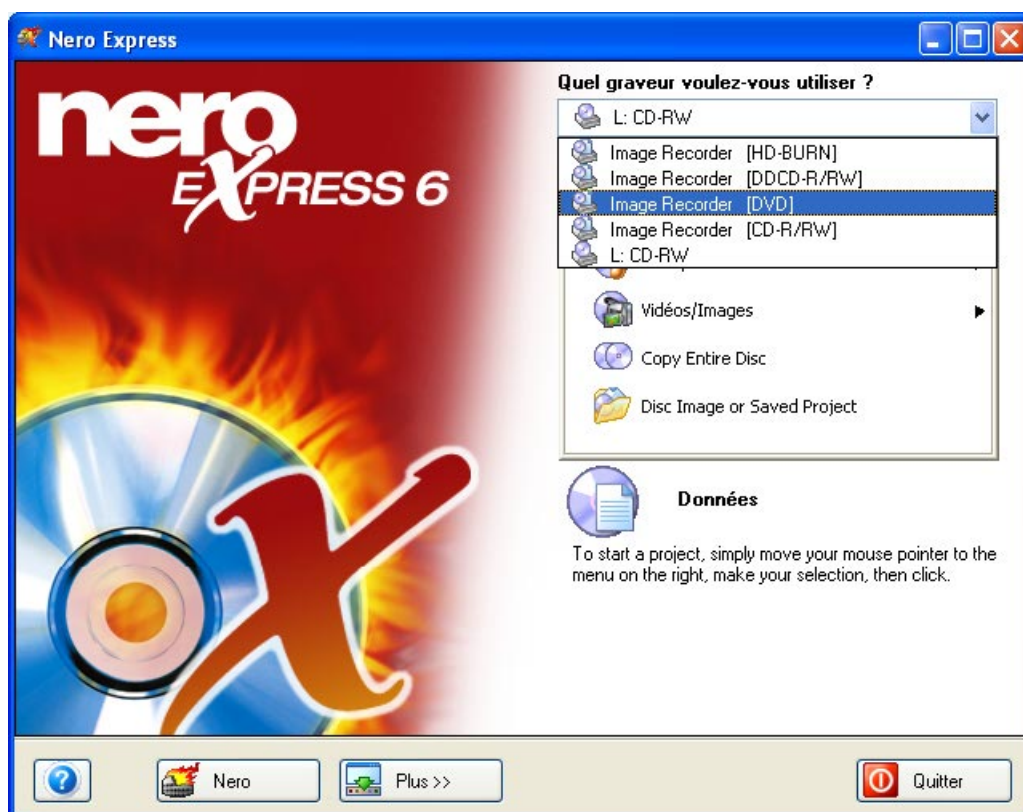 Nero Express
nero
EXPRESS 6
Quel graveur voulez-vous utiliser ?
L: CD-RW
Image Recorder [HD-BURN]
Image Recorder [DDCD-R/RW]
Image Recorder [DVD]
Image Recorder [CD-R/RW]
L: CD-RW
Vidéos/Images
Copy Entire Disc
Disc Image or Saved Project
Données
To start a project, simply move your mouse pointer to the
menu on the right, make your selection, then click.
?
Nero
Plus >>
Quitter